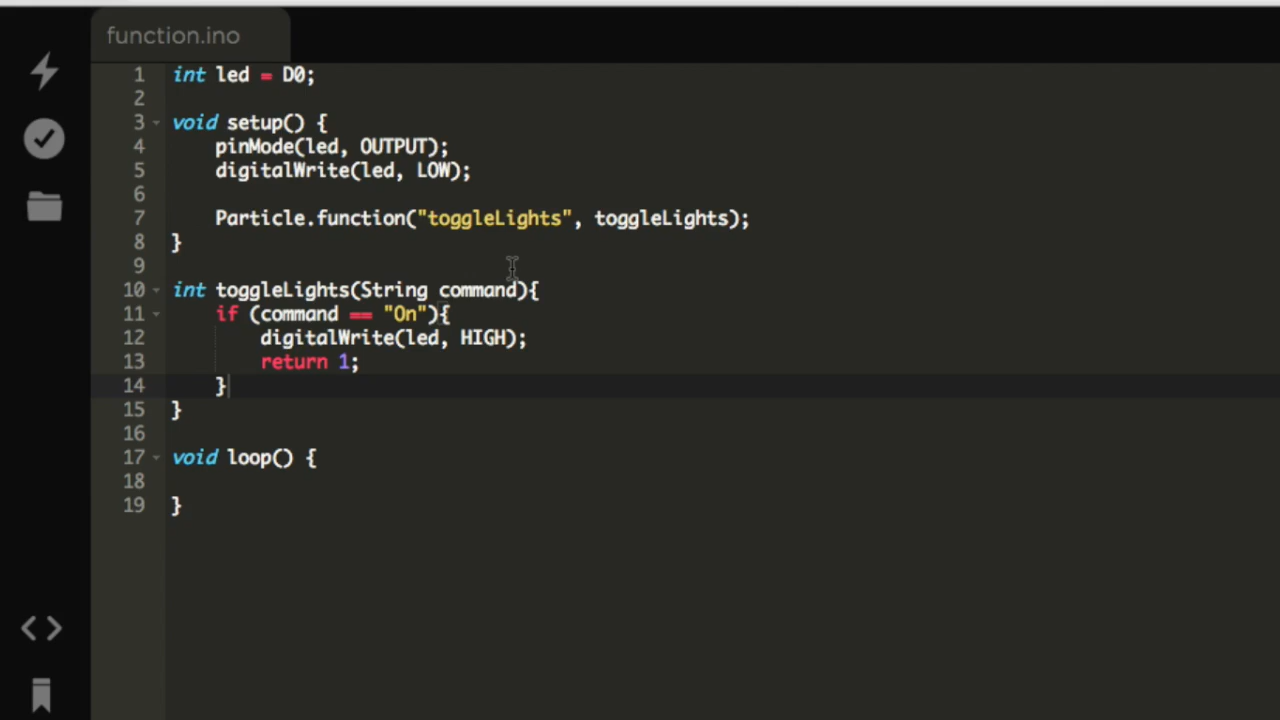 function.ino
1 int led = D0;
2
3 void setup() {
4 pinMode(led, OUTPUT);
5 digitalWrite(led, LOW);
6
7 Particle.function("toggleLights", toggleLights);
8 }
9
10 int toggleLights(String command){
11 if (command == "On"){
12 digitalWrite(led, HIGH);
13 return 1;
14 }
15 }
16
17 void loop() {
18
19 }